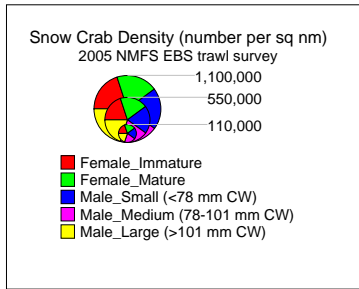 Snow Crab Density (number per sq nm)
2005 NMFS EBS trawl survey
1,100,000
550,000
110,000
Female_Immature
Female_Mature
Male_Small (<78 mm CW)
Male_Medium (78-101 mm CW)
Male_Large (>101 mm CW)